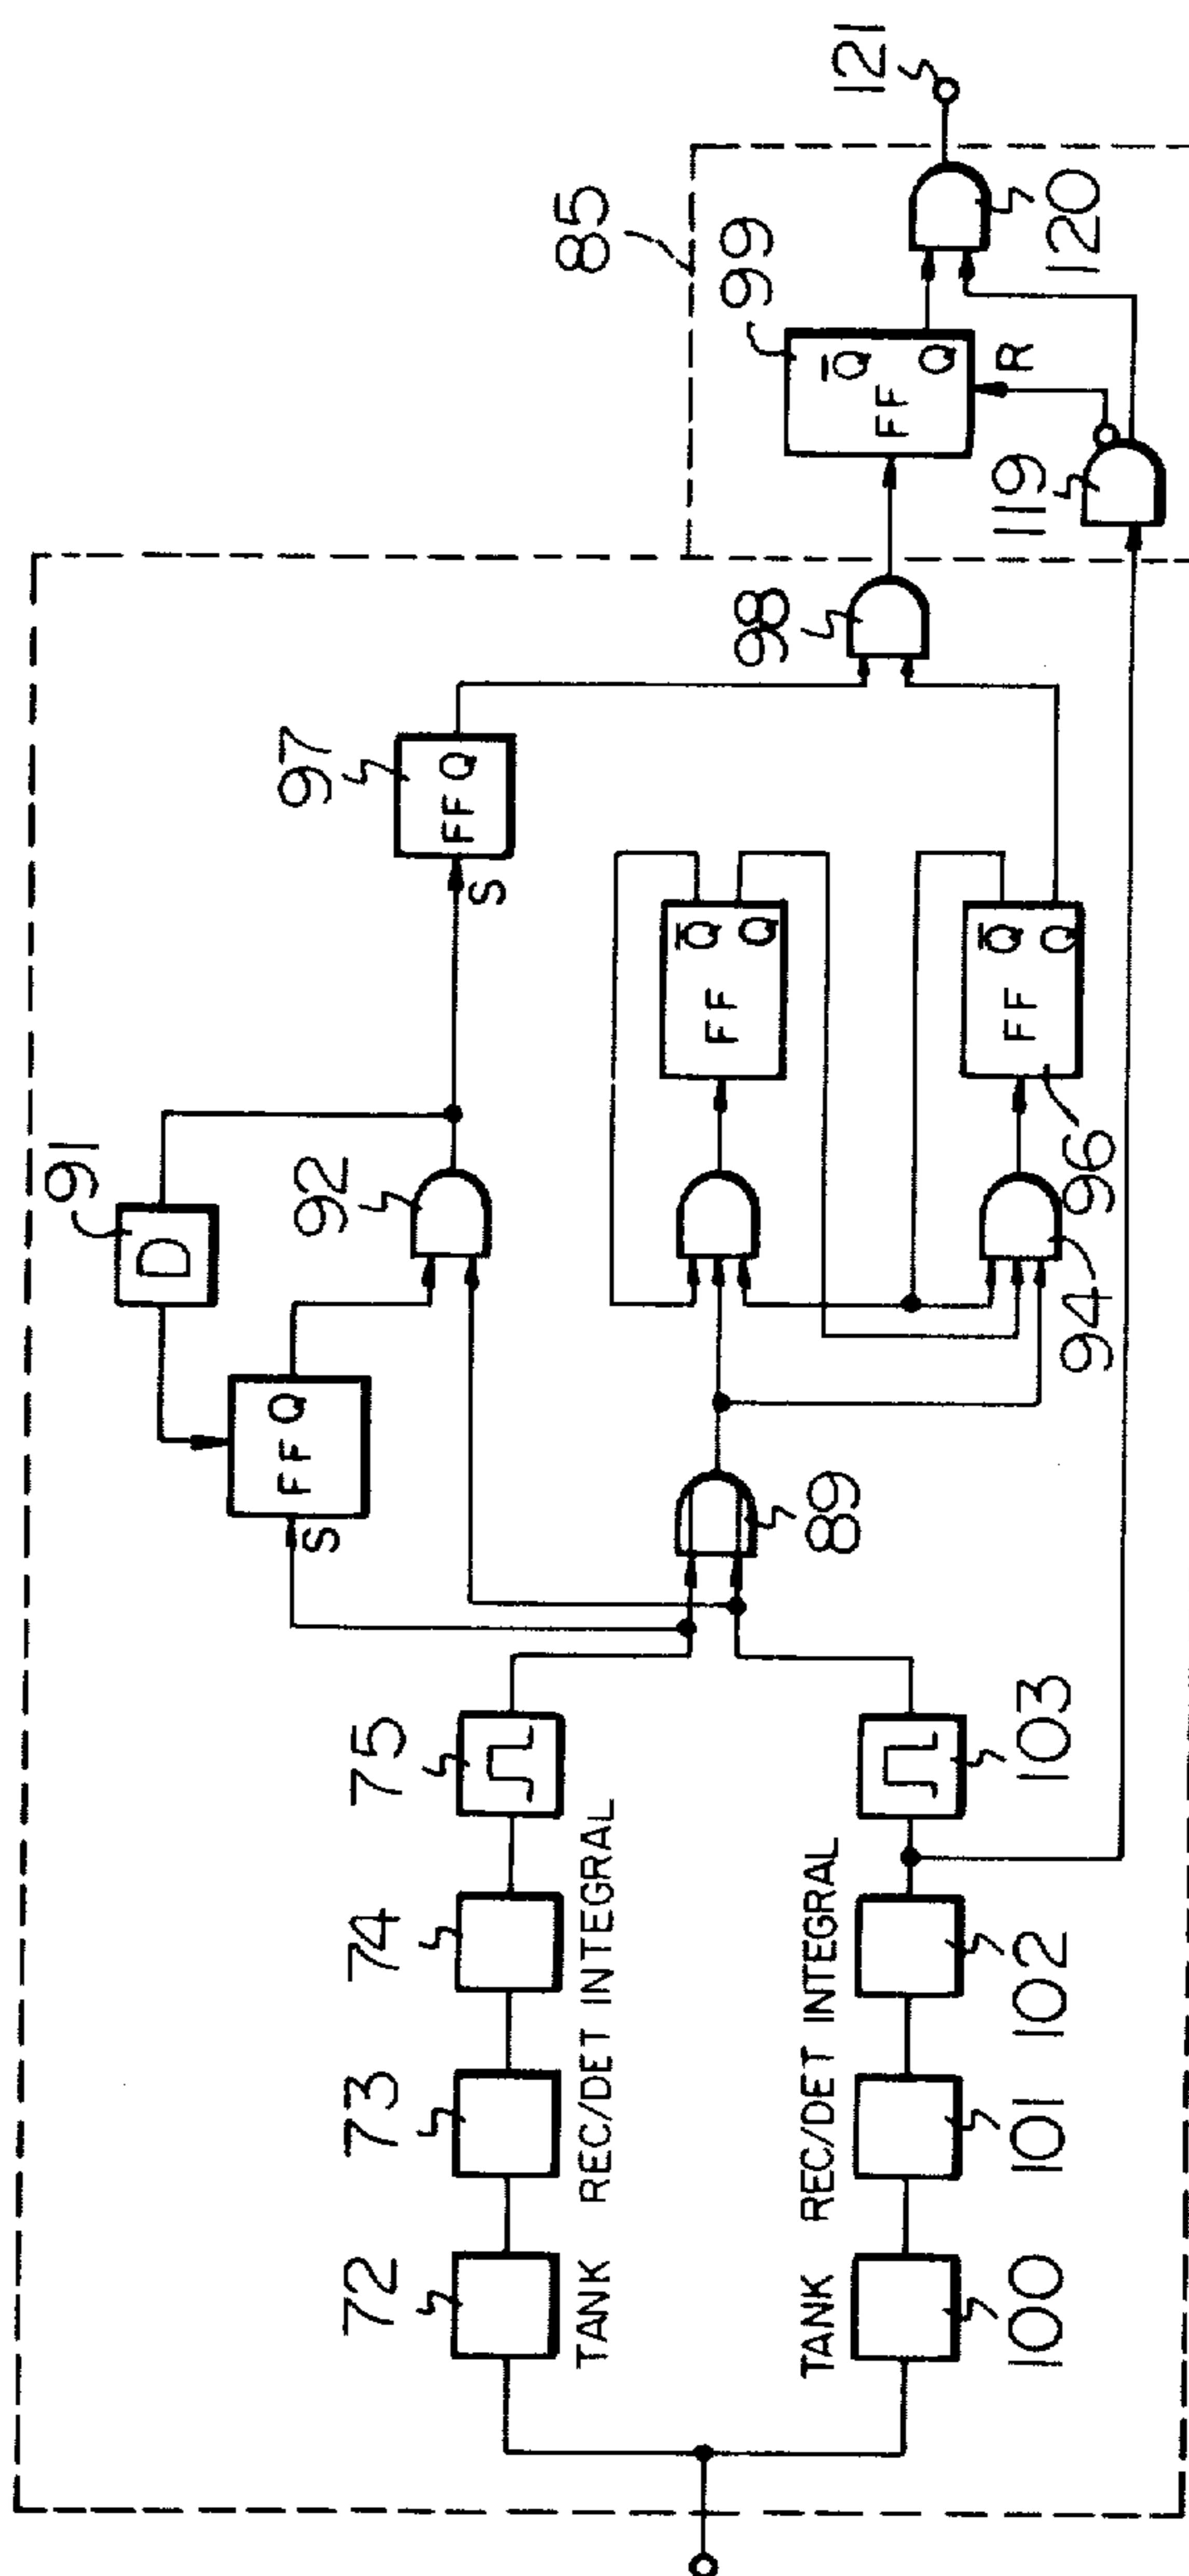 91
D
FF Q
S
97
92
72
73
74
75
FF Q
S
TANK REC/DET INTEGRAL
85
Q̅
FF
Q
99
98
TANK REC/DET INTEGRAL
89
Q̅
FF
Q
121
Q̅
FF
Q
R
119
100
101
102
103
94
96
120